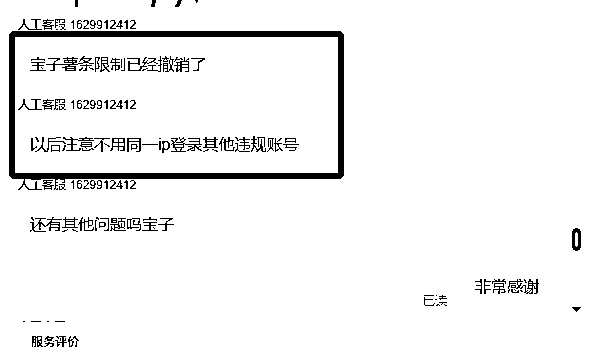 人工客服 1629912412
宝子薯条限制已经撤销了
人工客服 1629912412
以后注意不用同一ip登录其他违规账号
人工客服 1629912412
还有其他问题吗宝子
非常感谢
已读
服务评价